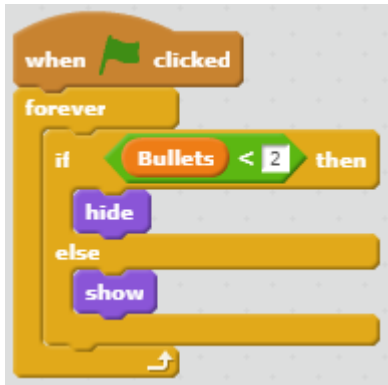 when clicked
forever
if Bullets < 2 then
hide
else
show